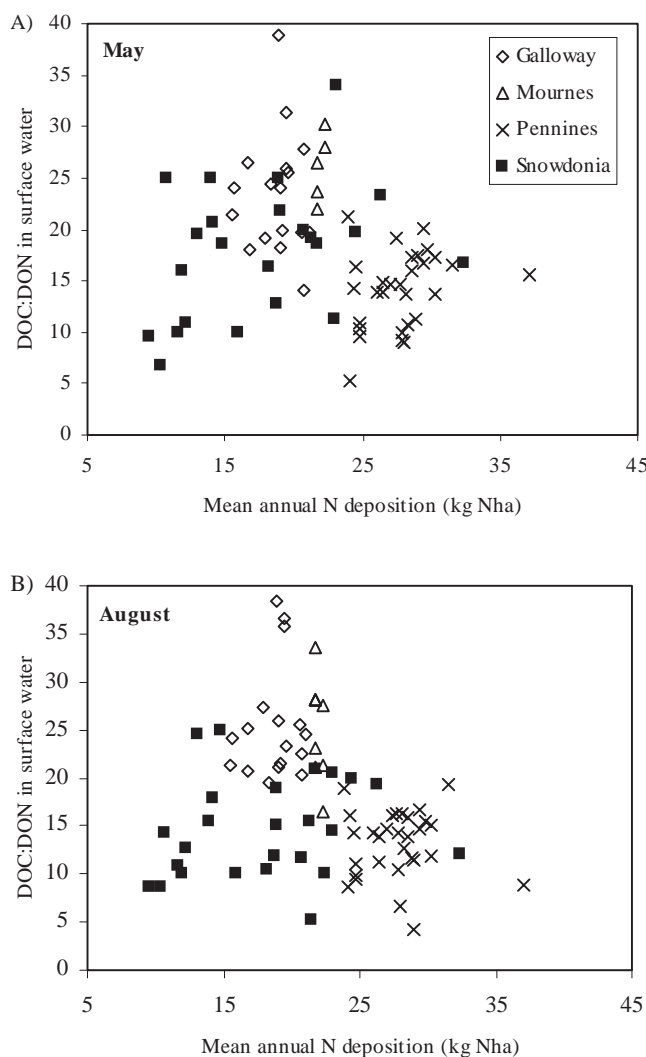 A)
May
40
35
30
25
20
15
10
5
0
DOC:DON in surface water
Galloway
Mournes
Pennines
Snowdonia
5 15 25 35 45
Mean annual N deposition (kg Nha)
B)
August
40
35
30
25
20
15
10
5
0
DOC:DON in surface water
5 15 25 35 45
Mean annual N deposition (kg Nha)